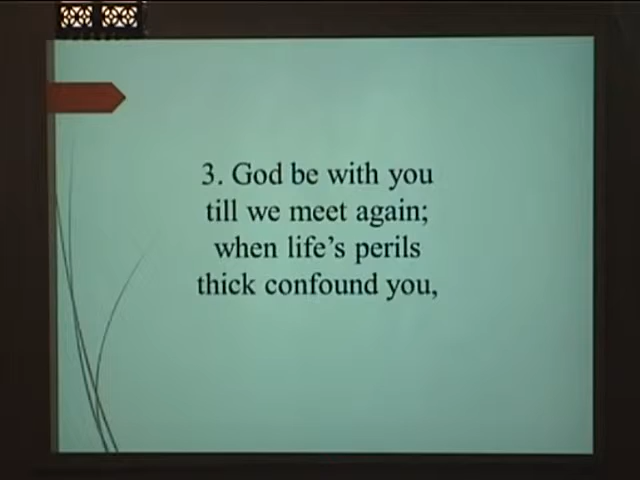 3. God be with you
till we meet again;
when life's perils
thick confound you,